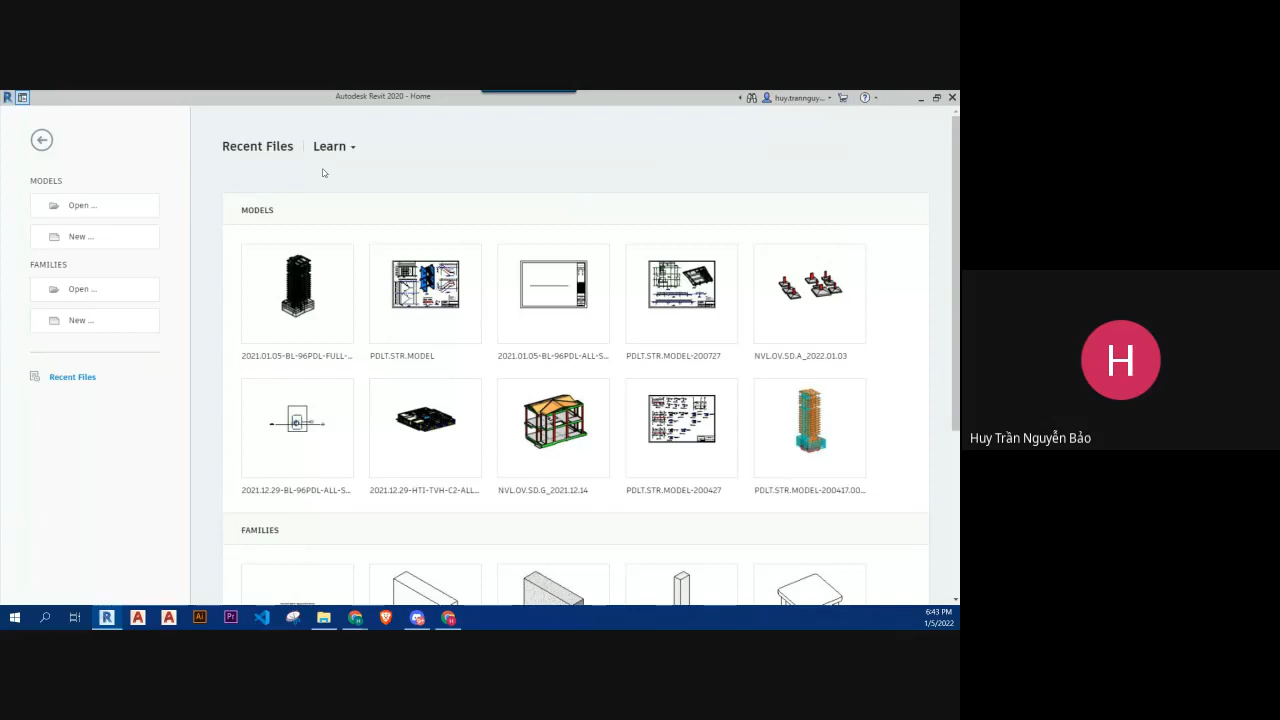 Autodesk Revit 2020 - Home
huy.trannguy...
Recent Files
Learn
MODELS
Open ...
New ...
FAMILIES
Open ...
New ...
Recent Files
MODELS
2021.01.05-BL-96PDL-FULL-...
PDLT.STR.MODEL
2021.01.05-BL-96PDL-ALL-S...
PDLT.STR.MODEL-200727
NVL.OV.SD.A_2022.01.03
2021.12.29-BL-96PDL-ALL-S...
2021.12.29-HTI-TVH-C2-ALL...
NVL.OV.SD.G_2021.12.14
PDLT.STR.MODEL-200427
PDLT.STR.MODEL-200417.00...
FAMILIES
6:43 PM
1/5/2022
H
Huy Trần Nguyễn Bảo